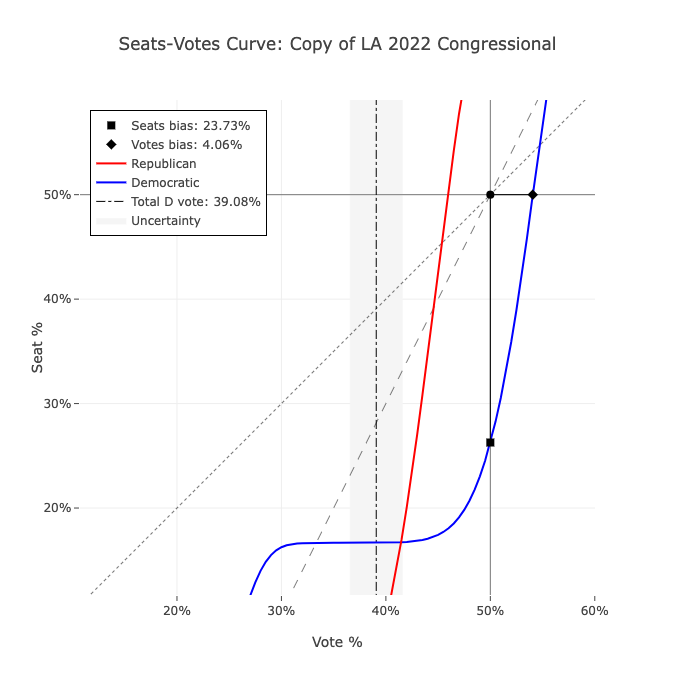 Seats-Votes Curve: Copy of LA 2022 Congressional
Seats bias: 23.73%
Votes bias: 4.06%
Republican
Democratic
Total D vote: 39.08%
Uncertainty
50%
40%
30%
20%
Seat %
20%
30%
40%
50%
60%
Vote %